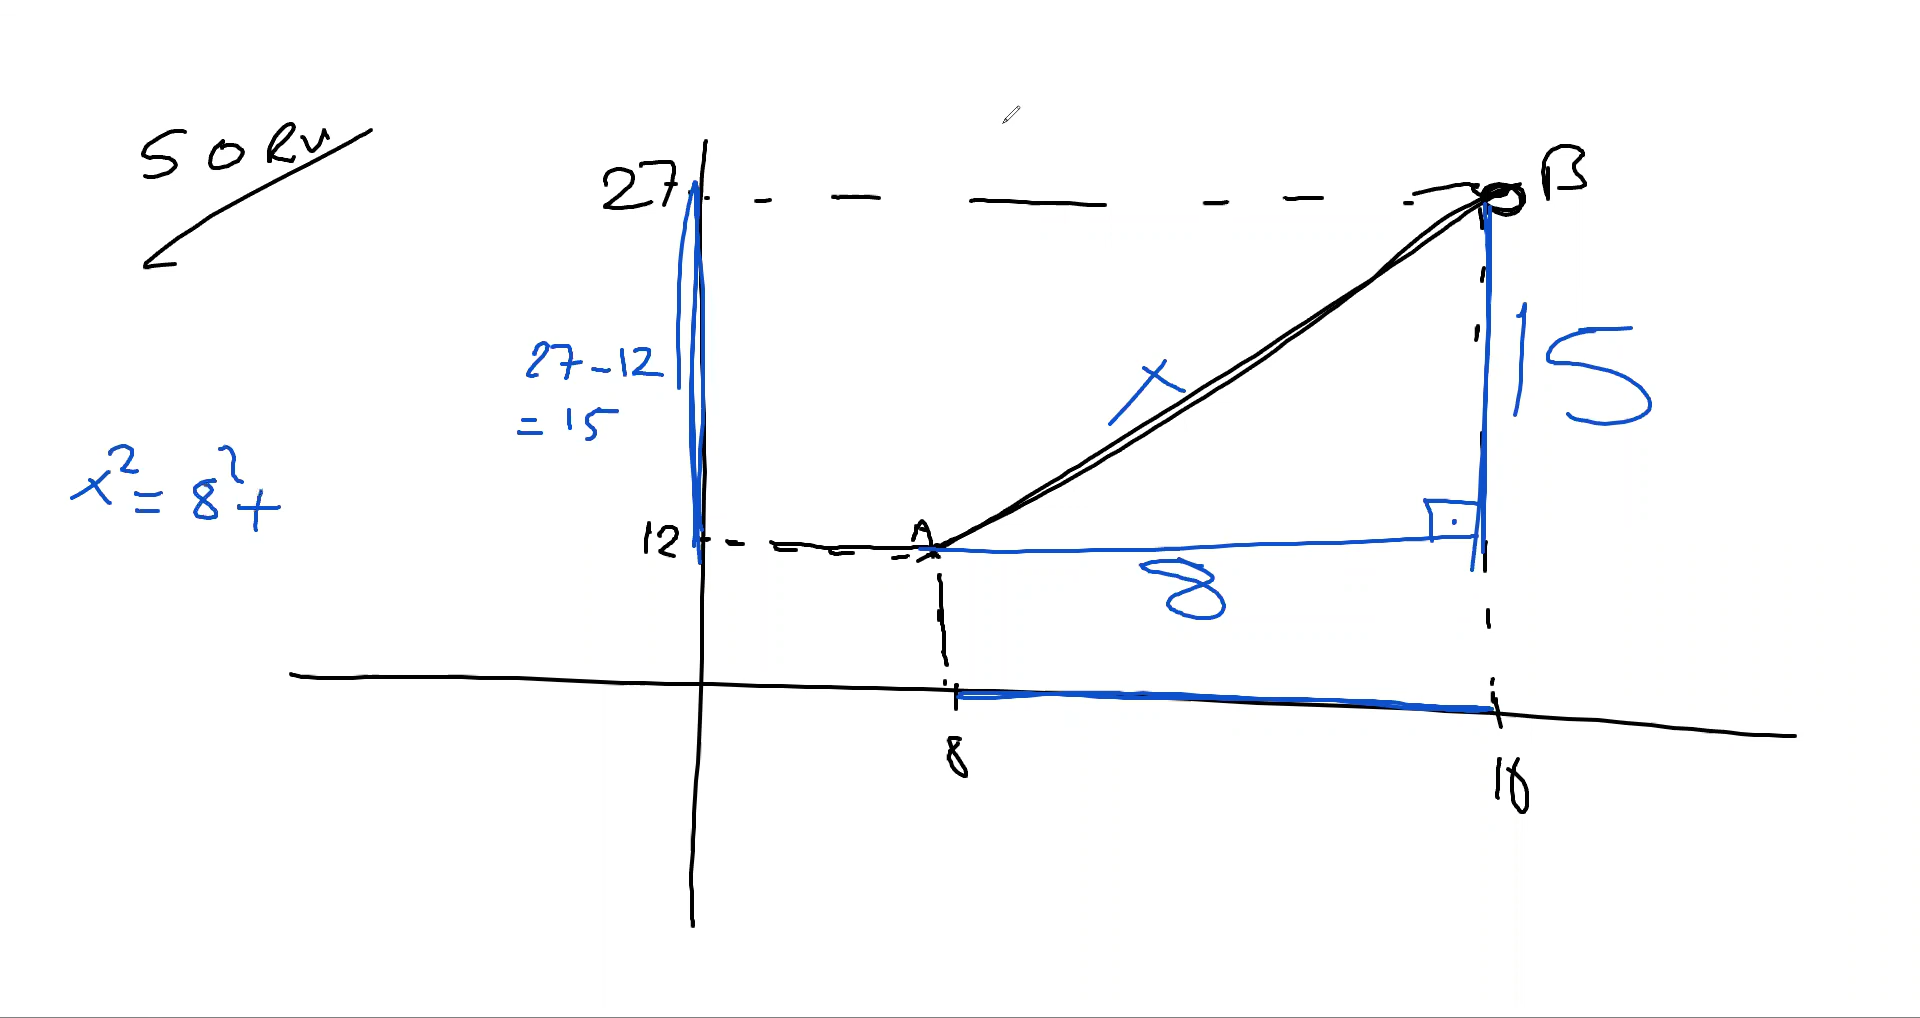 SORU
27
B
27-12
= 15
x
15
x² = 8² +
12
A
8
8
16